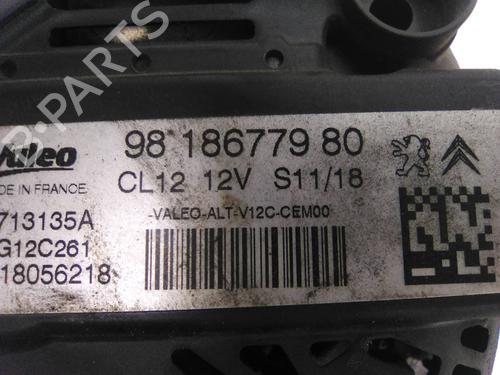 B-PARTS
Valeo
98 186779 80
DE IN FRANCE
CL12 12V S11/18
713135A
-VALEO-ALT-V12C-CEM00
G12C261
18056218